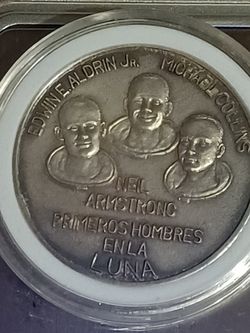 EDWIN E. ALDRIN JR. MICHAEL COLLINS
NEIL
ARMSTRONG
PRIMEROS HOMBRES
EN LA
LUNA